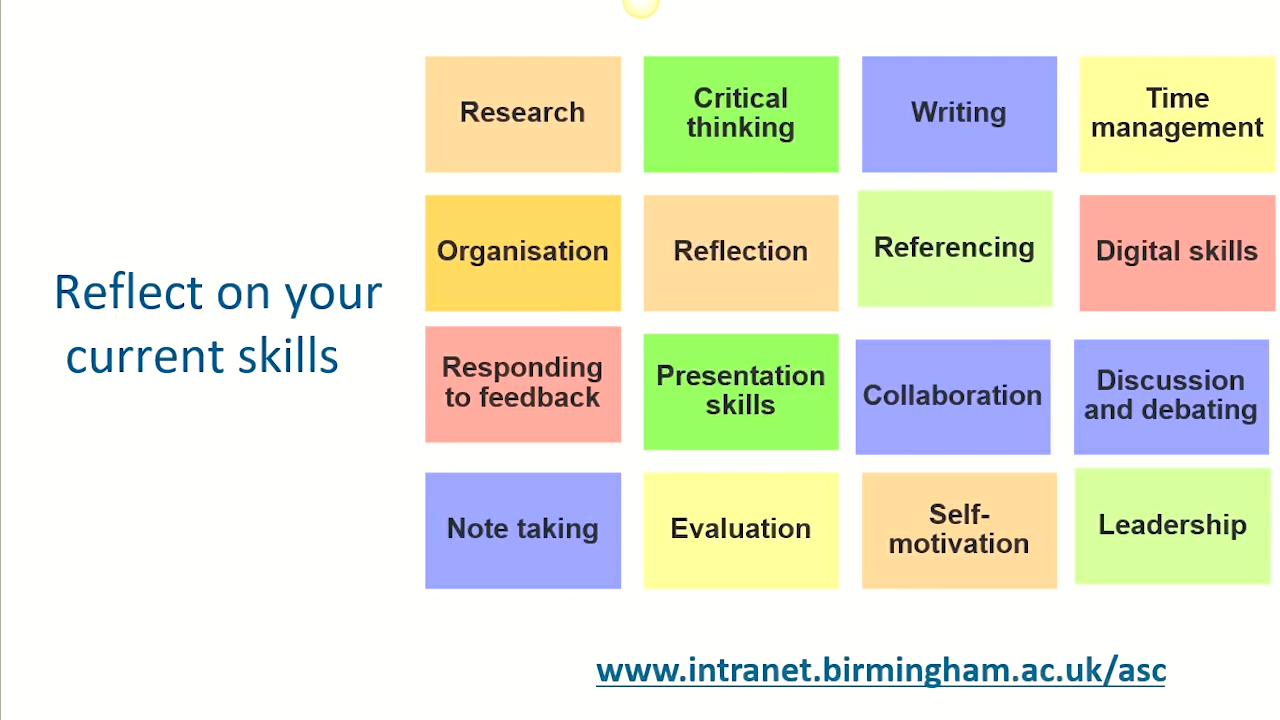 Reflect on your
current skills
Research
Critical
thinking
Writing
Time
management
Organisation
Reflection
Referencing
Digital skills
Responding
to feedback
Presentation
skills
Collaboration
Discussion
and debating
Note taking
Evaluation
Self-
motivation
Leadership
www.intranet.birmingham.ac.uk/asc